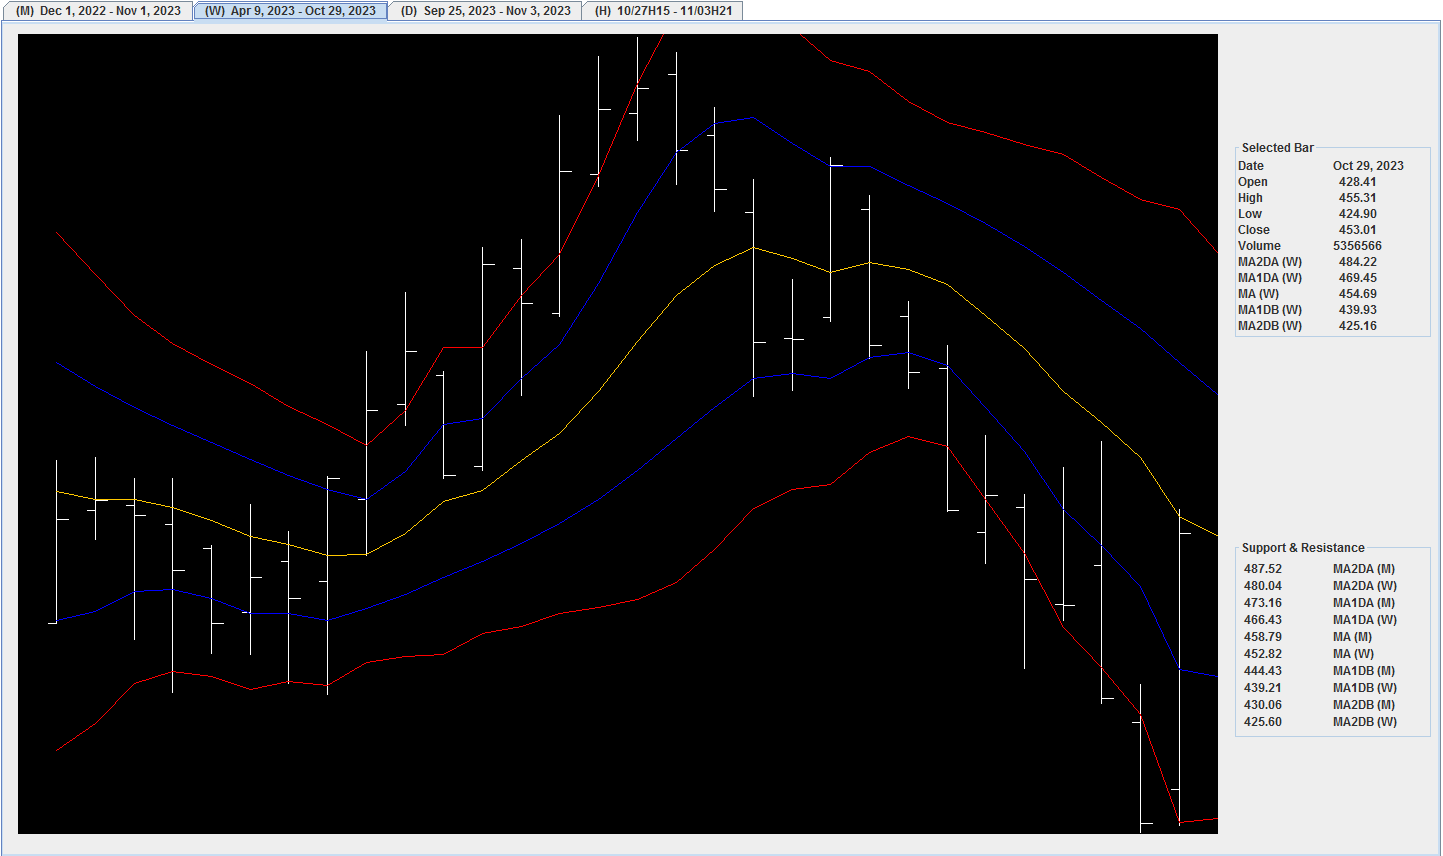 (M) Dec 1, 2022 - Nov 1, 2023 (W) Apr 9, 2023 - Oct 29, 2023 (D) Sep 25, 2023 - Nov 3, 2023 (H) 10/27H15 - 11/03H21
Selected Bar
Date Oct 29, 2023
Open 428.41
High 455.31
Low 424.90
Close 453.01
Volume 5356566
MA2DA (W) 484.22
MA1DA (W) 469.45
MA (W) 454.69
MA1DB (W) 439.93
MA2DB (W) 425.16
Support & Resistance
487.52 MA2DA (M)
480.04 MA2DA (W)
473.16 MA1DA (M)
466.43 MA1DA (W)
458.79 MA (M)
452.82 MA (W)
444.43 MA1DB (M)
439.21 MA1DB (W)
430.06 MA2DB (M)
425.60 MA2DB (W)